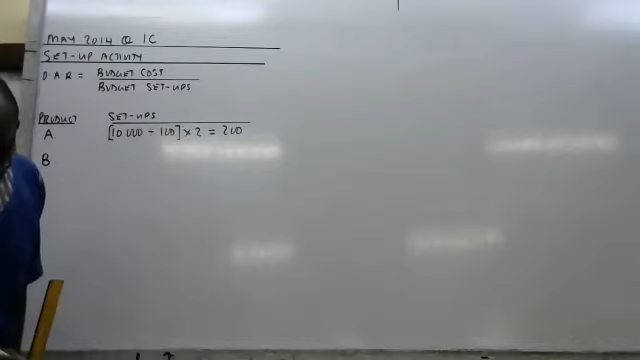 MAY 2014 Q 1C
SET-UP ACTIVITY
OAR = BUDGET COST
BUDGET SET-UPS
PRODUCT SET-UPS
A [10 000 ÷ 100] × 2 = 200
B